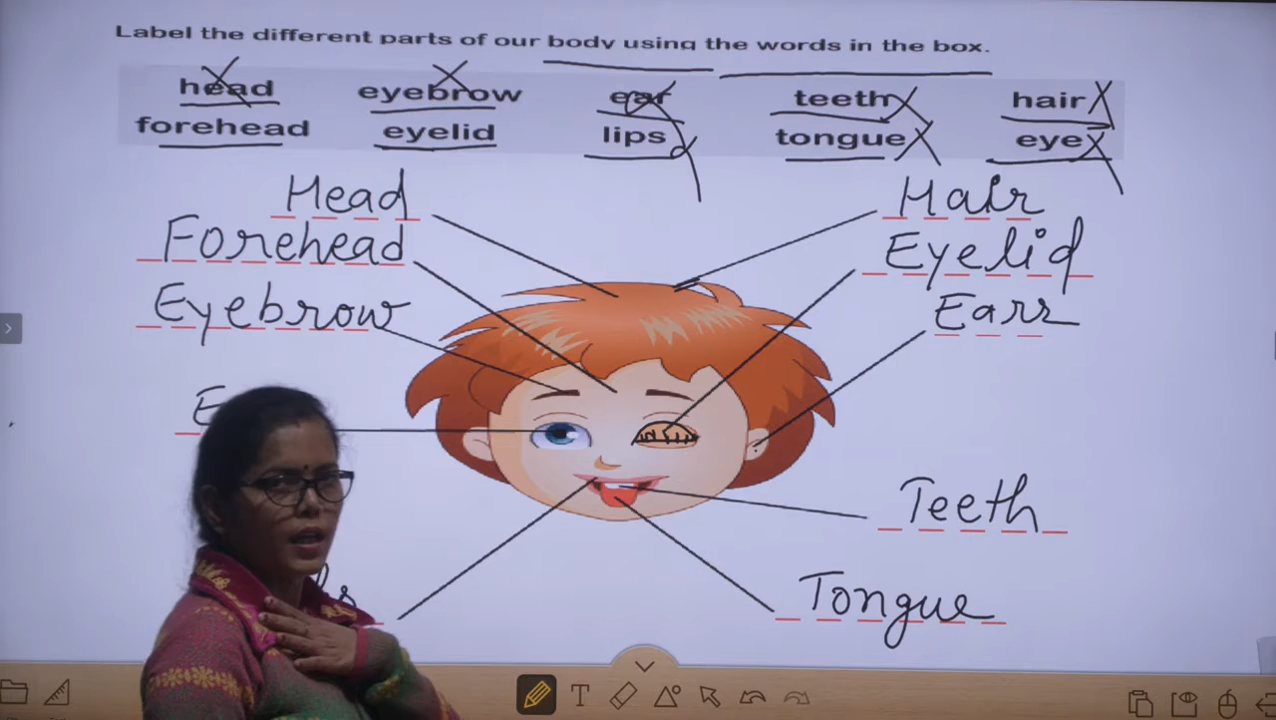 Label the different parts of our body using the words in the box.
head eyebrow ear teeth hair
forehead eyelid lips tongue eye
Head
Hair
Forehead
Eyelid
Eyebrow
Ears
Teeth
Tongue
T